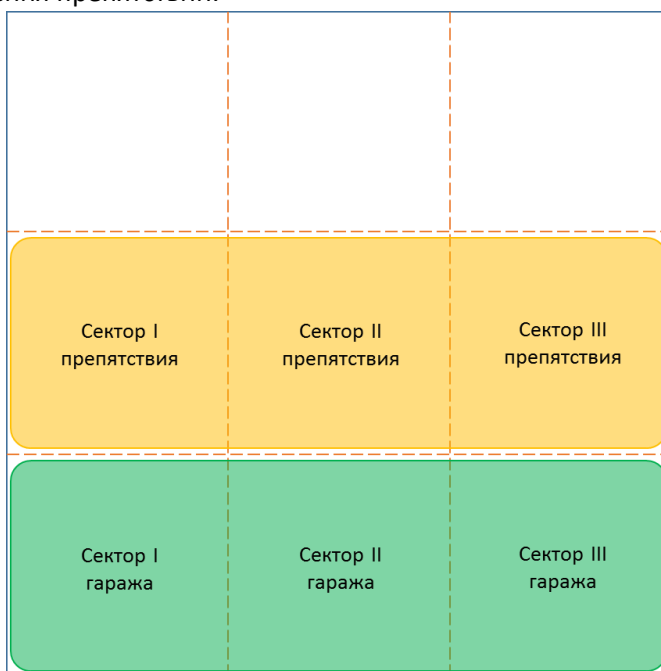 Сектор I
препятствия
Сектор II
препятствия
Сектор III
препятствия
Сектор I
гаража
Сектор II
гаража
Сектор III
гаража